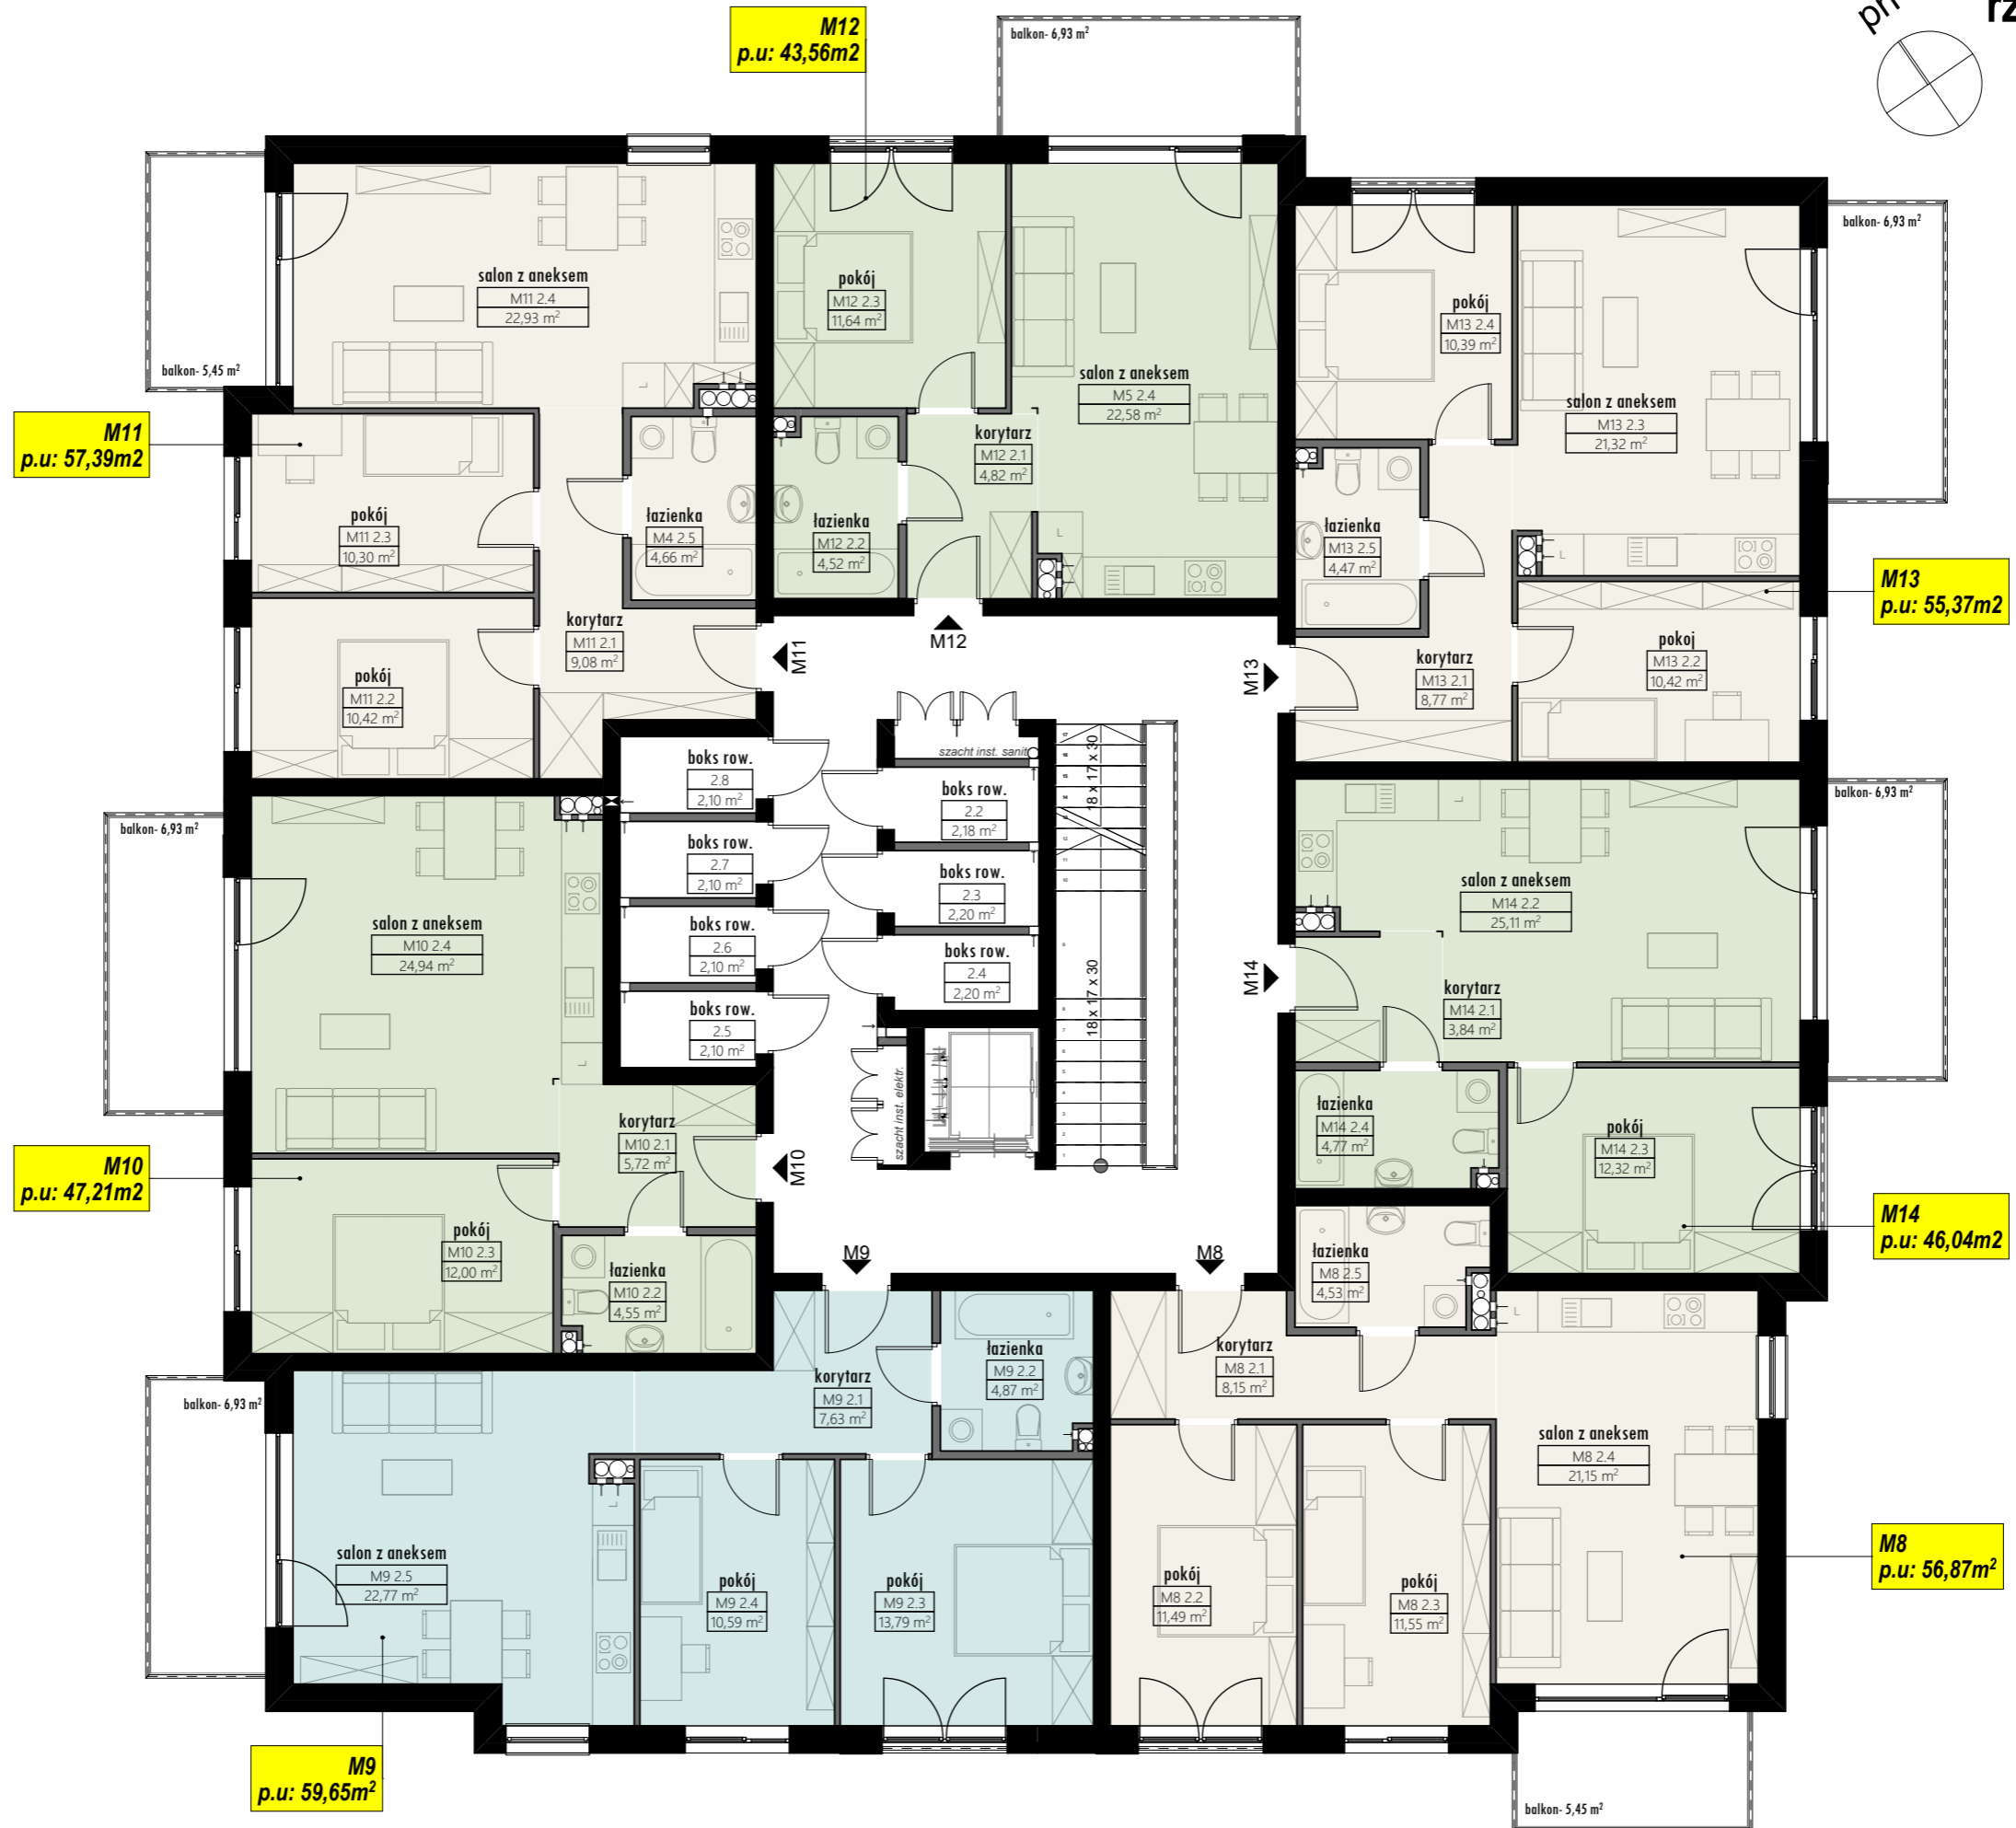 M12
p.u: 43,56m2
balkon- 6,93 m²
balkon- 5,45 m²
salon z aneksem
M11 2.4
22,93 m²
pokój
M12 2.3
11,64 m²
salon z aneksem
M5 2.4
22,58 m²
pokój
M13 2.4
10,39 m²
salon z aneksem
M13 2.3
21,32 m²
balkon- 6,93 m²
M11
p.u: 57,39m2
pokój
M11 2.3
10,30 m²
łazienka
M4 2.5
4,66 m²
łazienka
M12 2.2
4,52 m²
korytarz
M12 2.1
4,82 m²
L
L
L
łazienka
M13 2.5
4,47 m²
M13
p.u: 55,37m2
pokój
M11 2.2
10,42 m²
korytarz
M11 2.1
9,08 m²
M11
M12
M13
korytarz
M13 2.1
8,77 m²
pokoj
M13 2.2
10,42 m²
szacht inst. sanit
boks row.
2.8
2,10 m²
boks row.
2.7
2,10 m²
boks row.
2.6
2,10 m²
boks row.
2.5
2,10 m²
boks row.
2.2
2,18 m²
boks row.
2.3
2,20 m²
boks row.
2.4
2,20 m²
18 x 17 x 30
18 x 17 x 30
szacht inst. elektr.
balkon- 6,93 m²
salon z aneksem
M10 2.4
24,94 m²
L
L
salon z aneksem
M14 2.2
25,11 m²
balkon- 6,93 m²
M14
korytarz
M14 2.1
3,84 m²
M10
p.u: 47,21m2
korytarz
M10 2.1
5,72 m²
M10
pokój
M10 2.3
12,00 m²
łazienka
M10 2.2
4,55 m²
łazienka
M14 2.4
4,77 m²
pokój
M14 2.3
12,32 m²
M14
p.u: 46,04m2
M9
M8
łazienka
M8 2.5
4,53 m²
L
balkon- 6,93 m²
korytarz
M9 2.1
7,63 m²
łazienka
M9 2.2
4,87 m²
korytarz
M8 2.1
8,15 m²
salon z aneksem
M8 2.4
21,15 m²
L
salon z aneksem
M9 2.5
22,77 m²
pokój
M9 2.4
10,59 m²
pokój
M9 2.3
13,79 m²
pokój
M8 2.2
11,49 m²
pokój
M8 2.3
11,55 m²
M8
p.u: 56,87m²
M9
p.u: 59,65m²
balkon- 5,45 m²